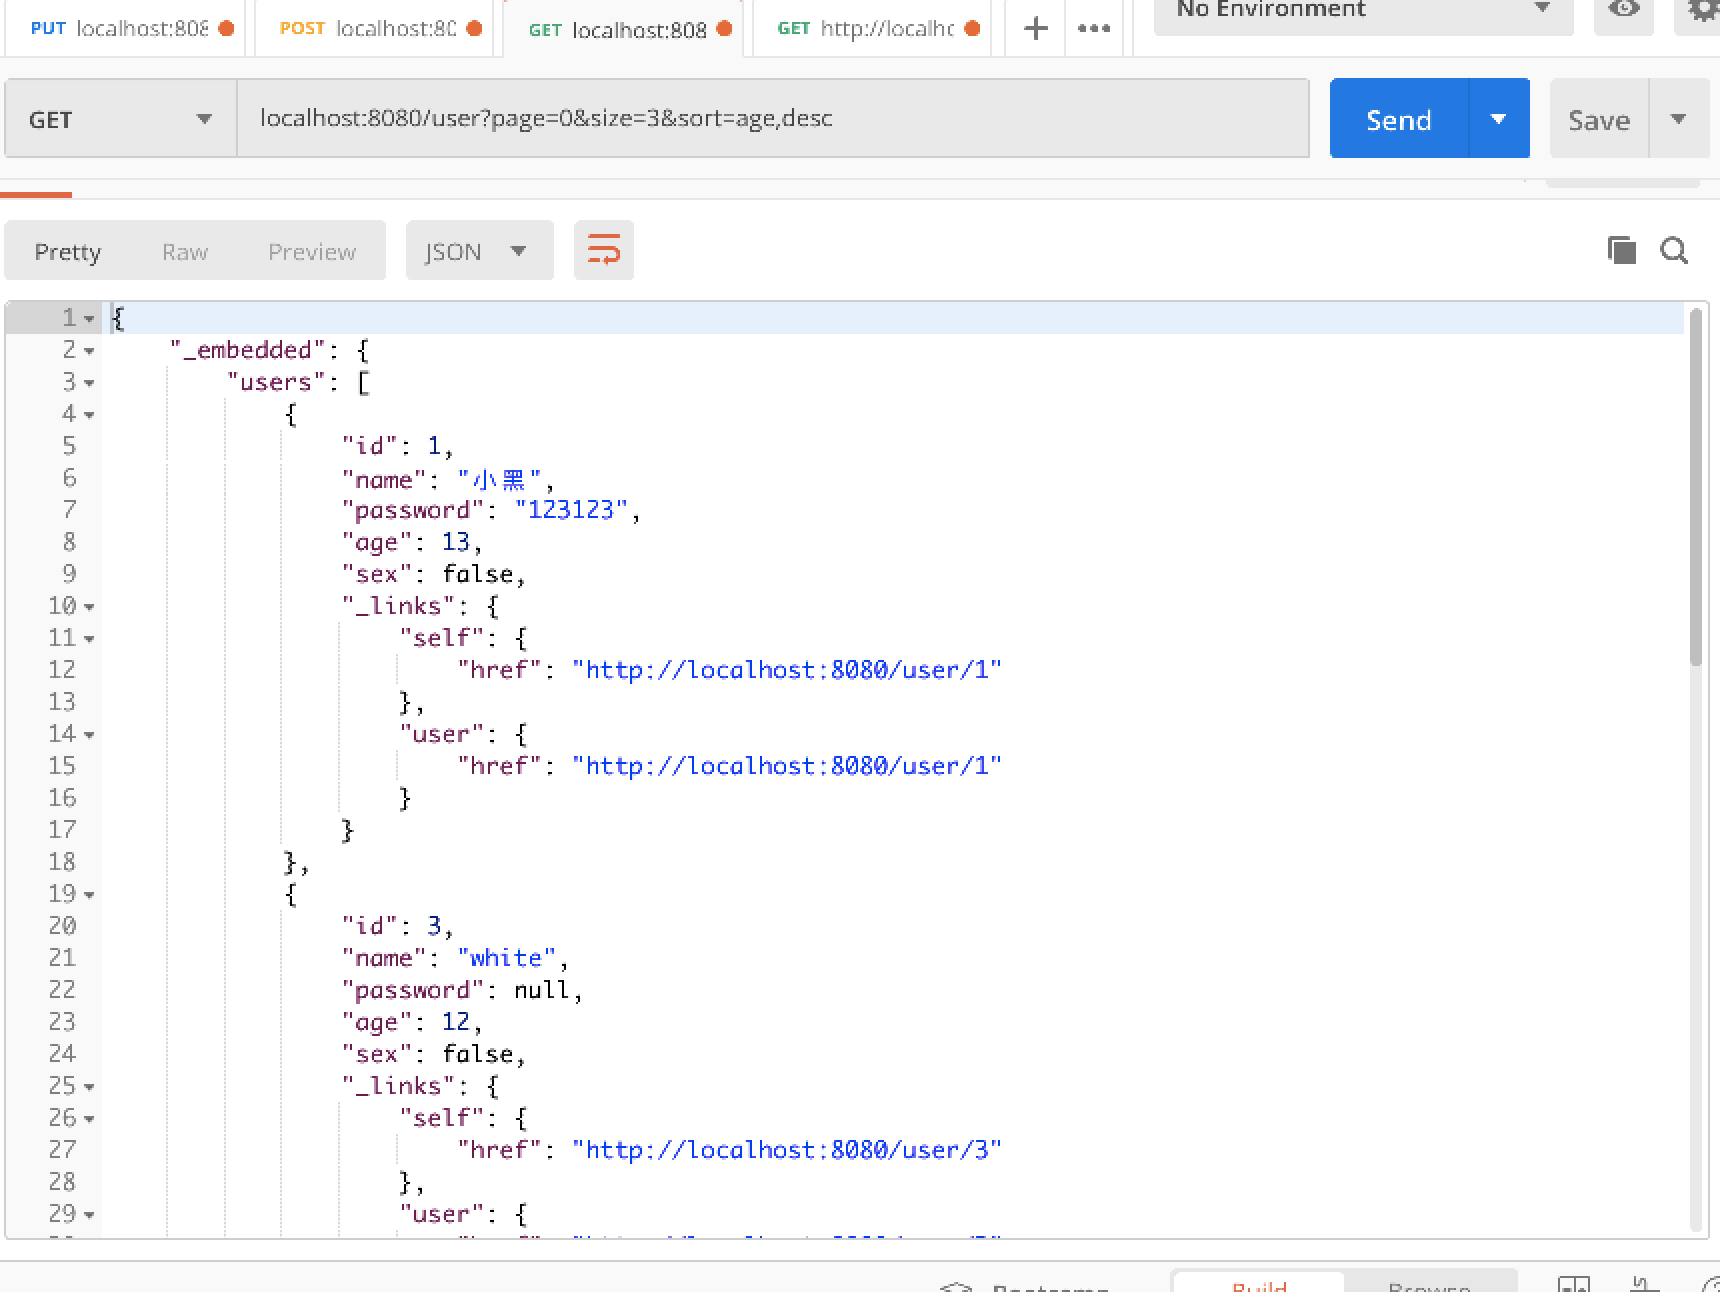 PUT localhost:808 POST localhost:80 GET localhost:808 GET http://localhc No Environment
GET localhost:8080/user?page=0&size=3&sort=age,desc Send Save
Pretty Raw Preview JSON
1 {
2 "_embedded": {
3 "users": [
4 {
5 "id": 1,
6 "name": "小黑",
7 "password": "123123",
8 "age": 13,
9 "sex": false,
10 "_links": {
11 "self": {
12 "href": "http://localhost:8080/user/1"
13 },
14 "user": {
15 "href": "http://localhost:8080/user/1"
16 }
17 }
18 },
19 {
20 "id": 3,
21 "name": "white",
22 "password": null,
23 "age": 12,
24 "sex": false,
25 "_links": {
26 "self": {
27 "href": "http://localhost:8080/user/3"
28 },
29 "user": {
Bootcamp Build Browse